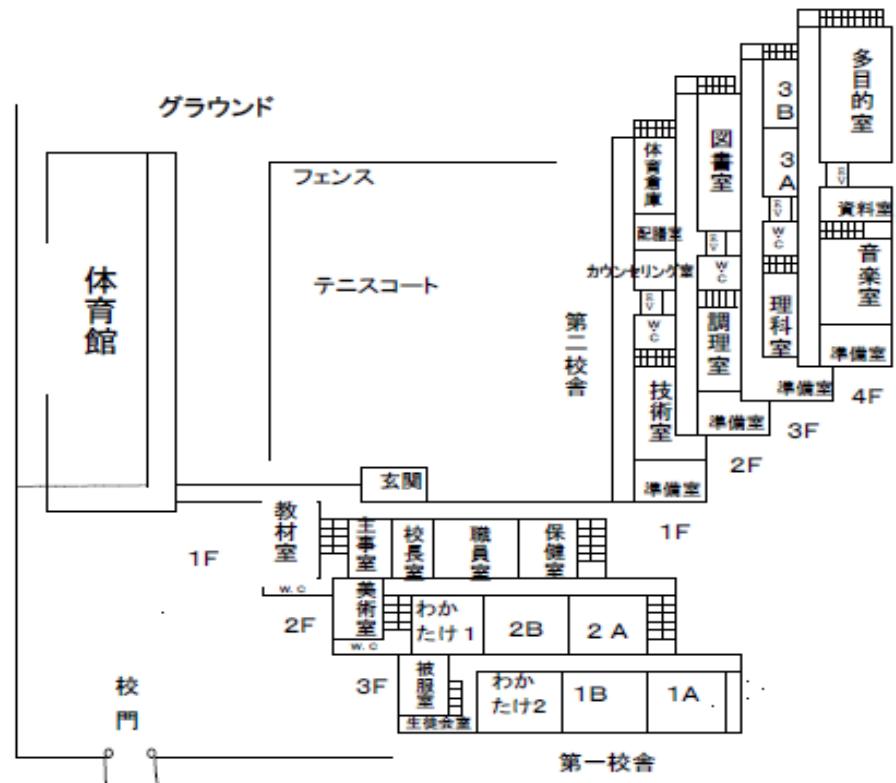 グラウンド
フェンス
テニスコート
体育館
第二校舎
体育倉庫
配膳室
カウンセリング室
EV
W・C
技術室
準備室
1F
図書室
EV
W・C
調理室
準備室
2F
3B
3A
EV
W・C
理科室
準備室
3F
多目的室
EV
資料室
音楽室
準備室
4F
玄関
1F
教材室
W.C
主事室
校長室
職員室
保健室
2F
美術室
W.C
わか
たけ1
2B
2A
3F
被服室
生徒会室
わか
たけ2
1B
1A
校門
第一校舎